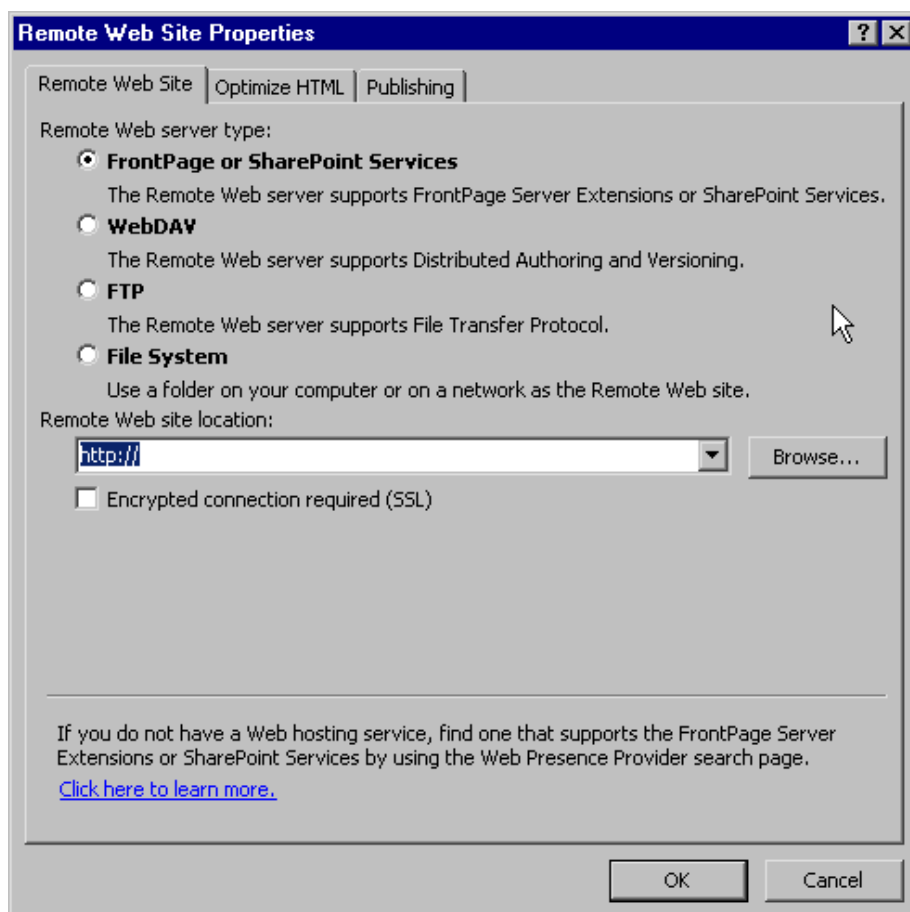 Remote Web Site Properties
Remote Web Site Optimize HTML Publishing
Remote Web server type:
FrontPage or SharePoint Services
The Remote Web server supports FrontPage Server Extensions or SharePoint Services.
WebDAV
The Remote Web server supports Distributed Authoring and Versioning.
FTP
The Remote Web server supports File Transfer Protocol.
File System
Use a folder on your computer or on a network as the Remote Web site.
Remote Web site location:
http:// Browse...
Encrypted connection required (SSL)
If you do not have a Web hosting service, find one that supports the FrontPage Server
Extensions or SharePoint Services by using the Web Presence Provider search page.
Click here to learn more.
OK Cancel